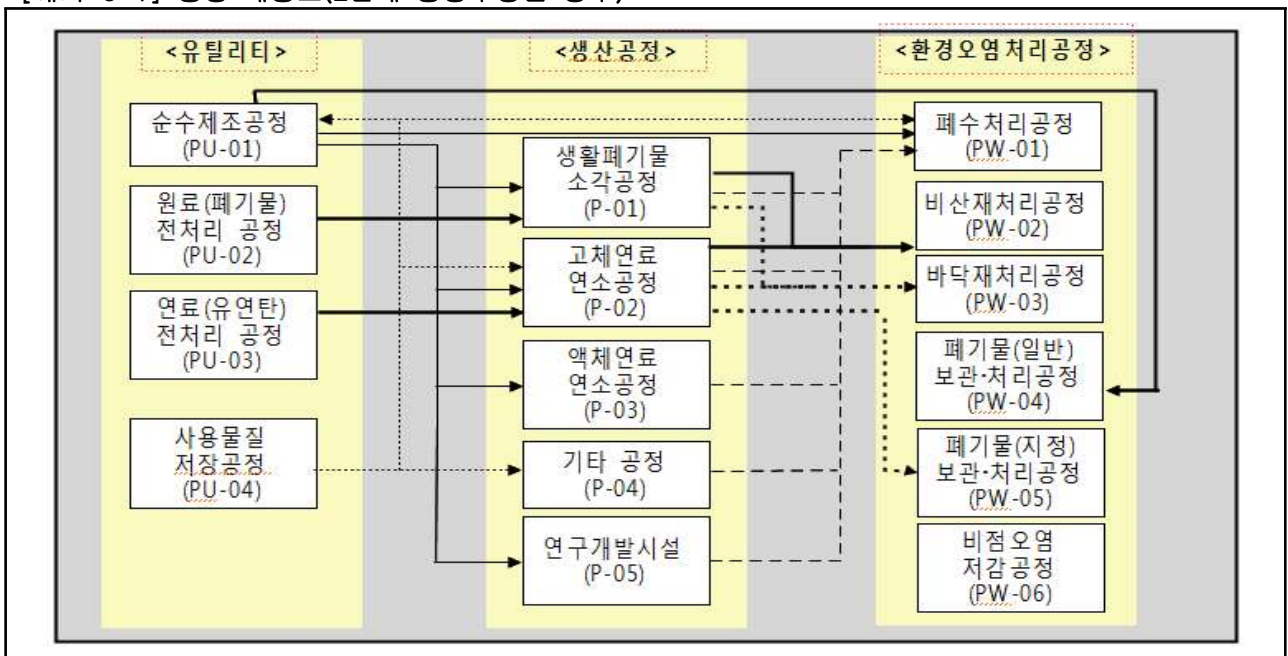 <유틸리티>
<생산공정>
<환경오염처리공정>
순수제조공정
(PU-01)
원료(폐기물)
전처리 공정
(PU-02)
연료(유연탄)
전처리 공정
(PU-03)
사용물질
저장공정
(PU-04)
생활폐기물
소각공정
(P-01)
고체연료
연소공정
(P-02)
액체연료
연소공정
(P-03)
기타 공정
(P-04)
연구개발시설
(P-05)
폐수처리공정
(PW-01)
비산재처리공정
(PW-02)
바닥재처리공정
(PW-03)
폐기물(일반)
보관·처리공정
(PW-04)
폐기물(지정)
보관·처리공정
(PW-05)
비점오염
저감공정
(PW-06)